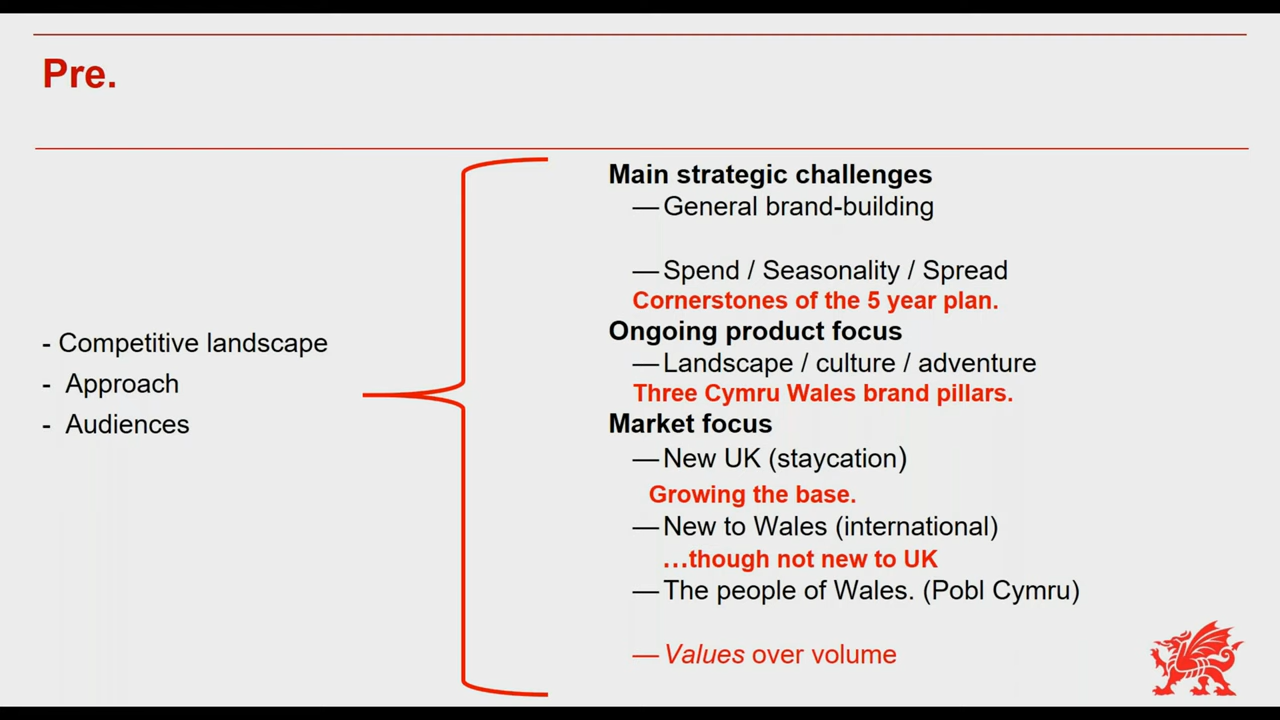 Pre.
- Competitive landscape
- Approach
- Audiences
Main strategic challenges
— General brand-building
— Spend / Seasonality / Spread
Cornerstones of the 5 year plan.
Ongoing product focus
— Landscape / culture / adventure
Three Cymru Wales brand pillars.
Market focus
— New UK (staycation)
Growing the base.
— New to Wales (international)
…though not new to UK
— The people of Wales. (Pobl Cymru)
— Values over volume